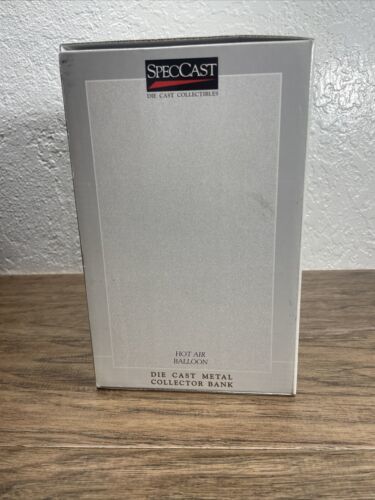 SPECCAST
DIE CAST COLLECTIBLES
HOT AIR
BALLOON
DIE CAST METAL
COLLECTOR BANK